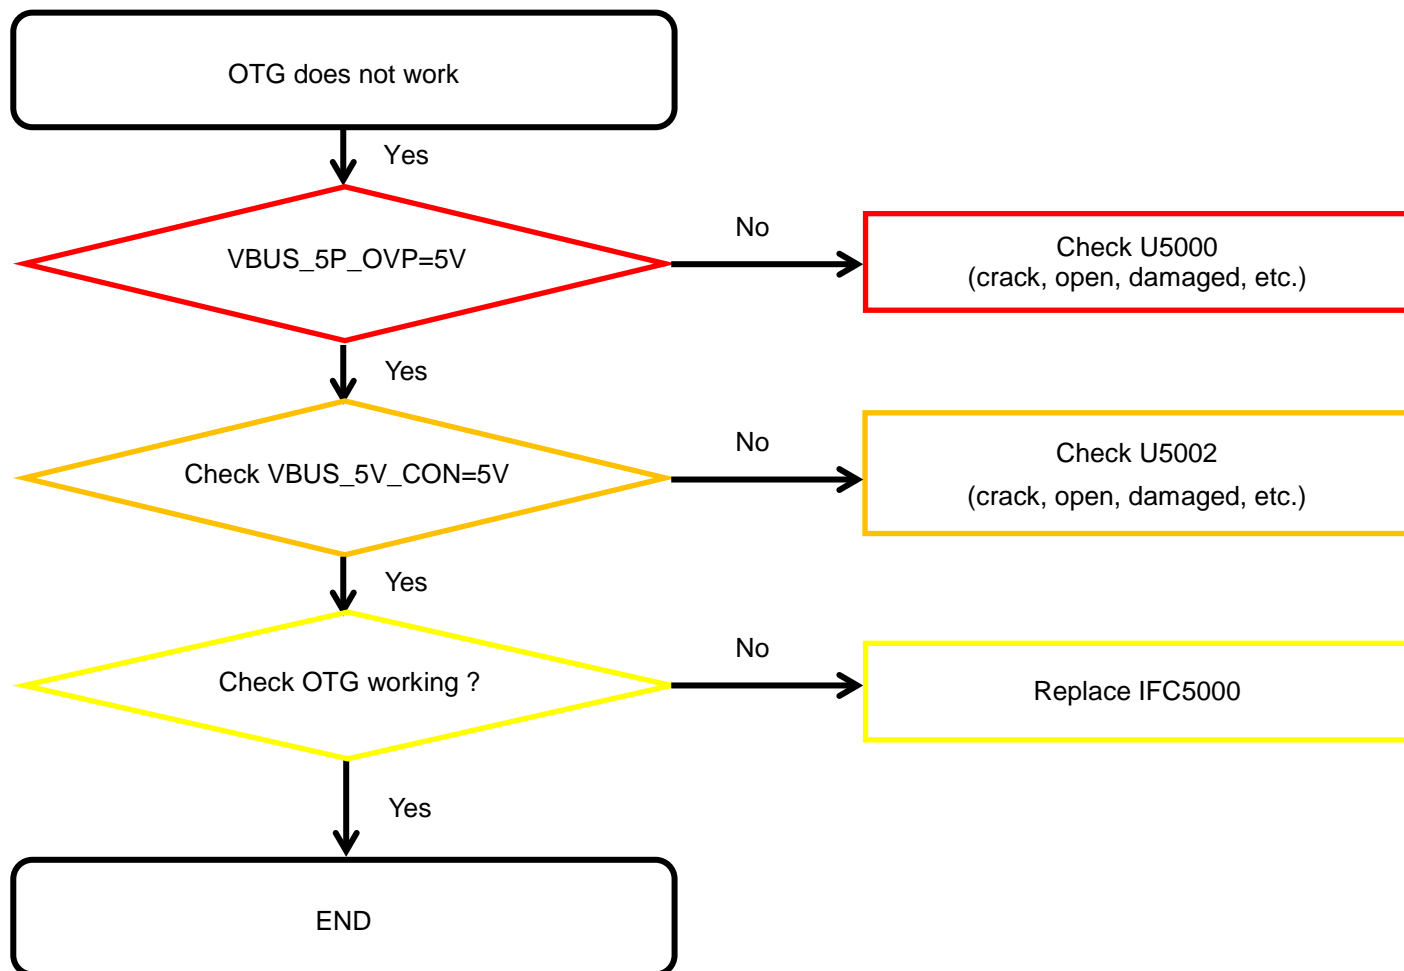 OTG does not work
Yes
VBUS_5P_OVP=5V
No
Check U5000
(crack, open, damaged, etc.)
Yes
Check VBUS_5V_CON=5V
No
Check U5002
(crack, open, damaged, etc.)
Yes
Check OTG working ?
No
Replace IFC5000
Yes
END